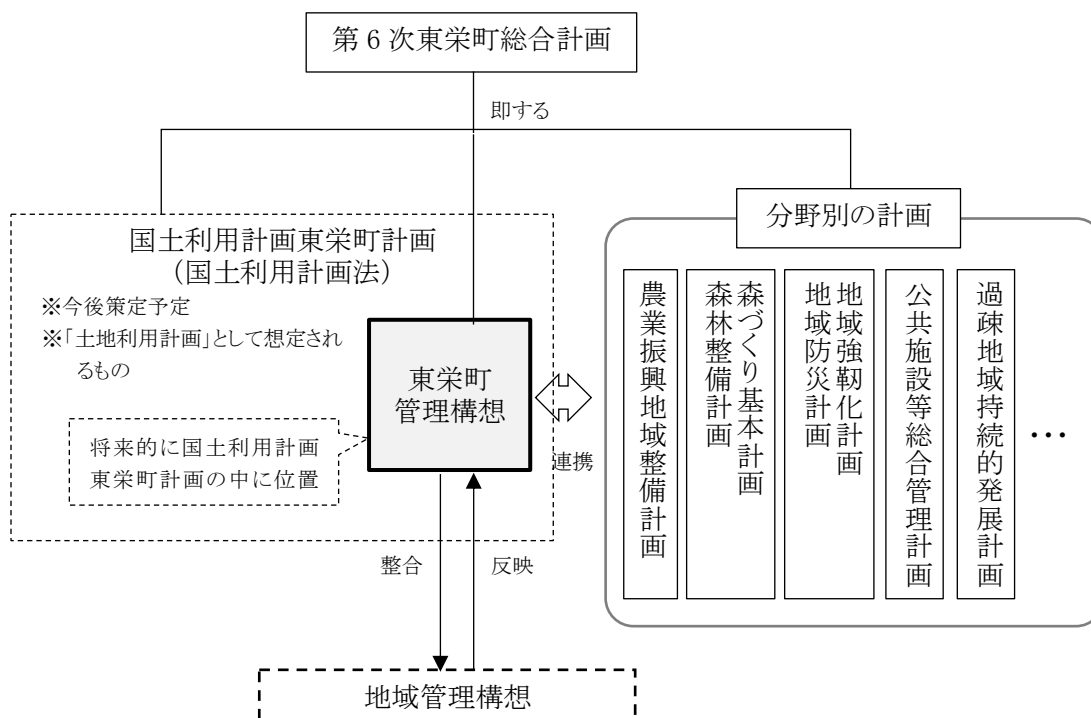 第6次東栄町総合計画
即する
国土利用計画東栄町計画
（国土利用計画法）
※今後策定予定
※「土地利用計画」として想定され
るもの
東栄町
管理構想
将来的に国土利用計画
東栄町計画の中に位置
連携
整合
反映
地域管理構想
分野別の計画
農業振興地域整備計画
森づくり基本計画
森林整備計画
地域強靭化計画
地域防災計画
公共施設等総合管理計画
過疎地域持続的発展計画
…